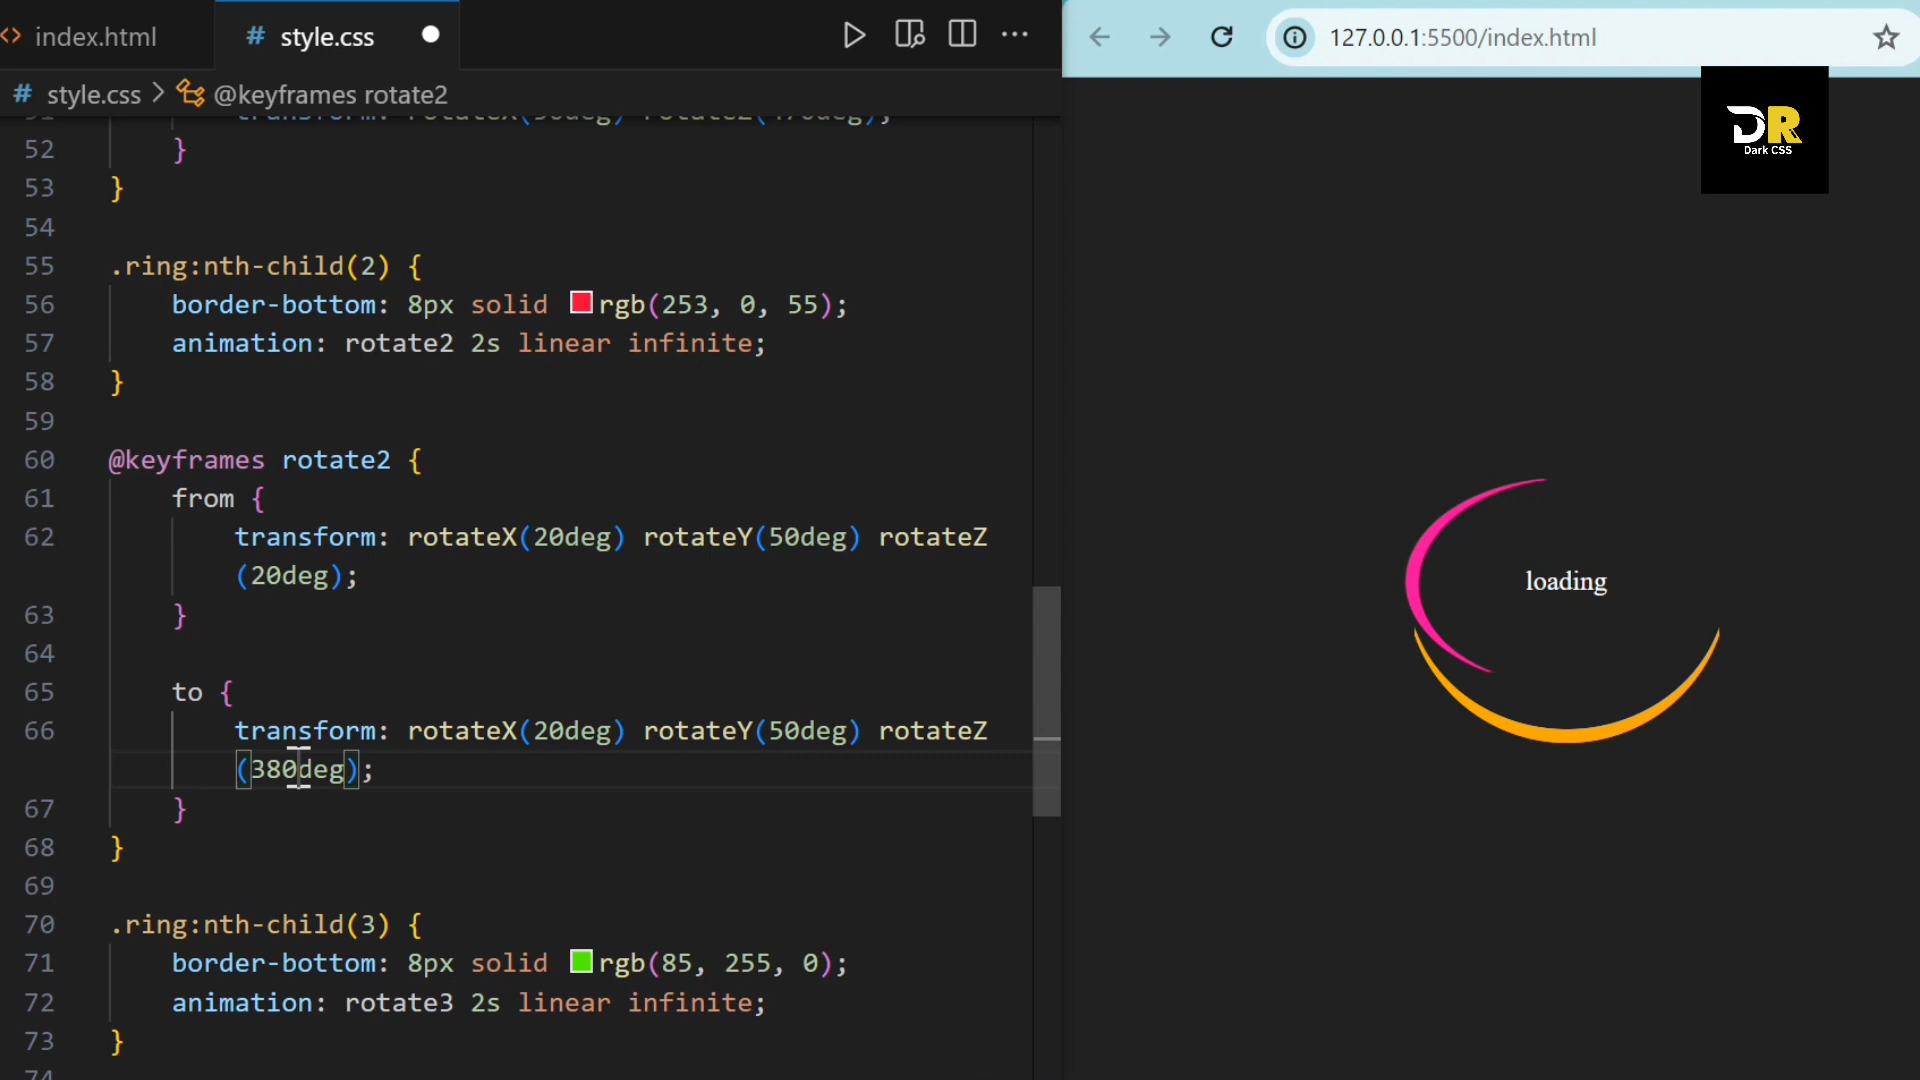 index.html
# style.css
127.0.0.1:5500/index.html
# style.css > @keyframes rotate2
DR
Dark CSS
52 }
53 }
54
55 .ring:nth-child(2) {
56 border-bottom: 8px solid rgb(253, 0, 55);
57 animation: rotate2 2s linear infinite;
58 }
59
60 @keyframes rotate2 {
61 from {
62 transform: rotateX(20deg) rotateY(50deg) rotateZ
(20deg);
63 }
64
65 to {
66 transform: rotateX(20deg) rotateY(50deg) rotateZ
(380deg);
67 }
68 }
69
70 .ring:nth-child(3) {
71 border-bottom: 8px solid rgb(85, 255, 0);
72 animation: rotate3 2s linear infinite;
73 }
74
loading